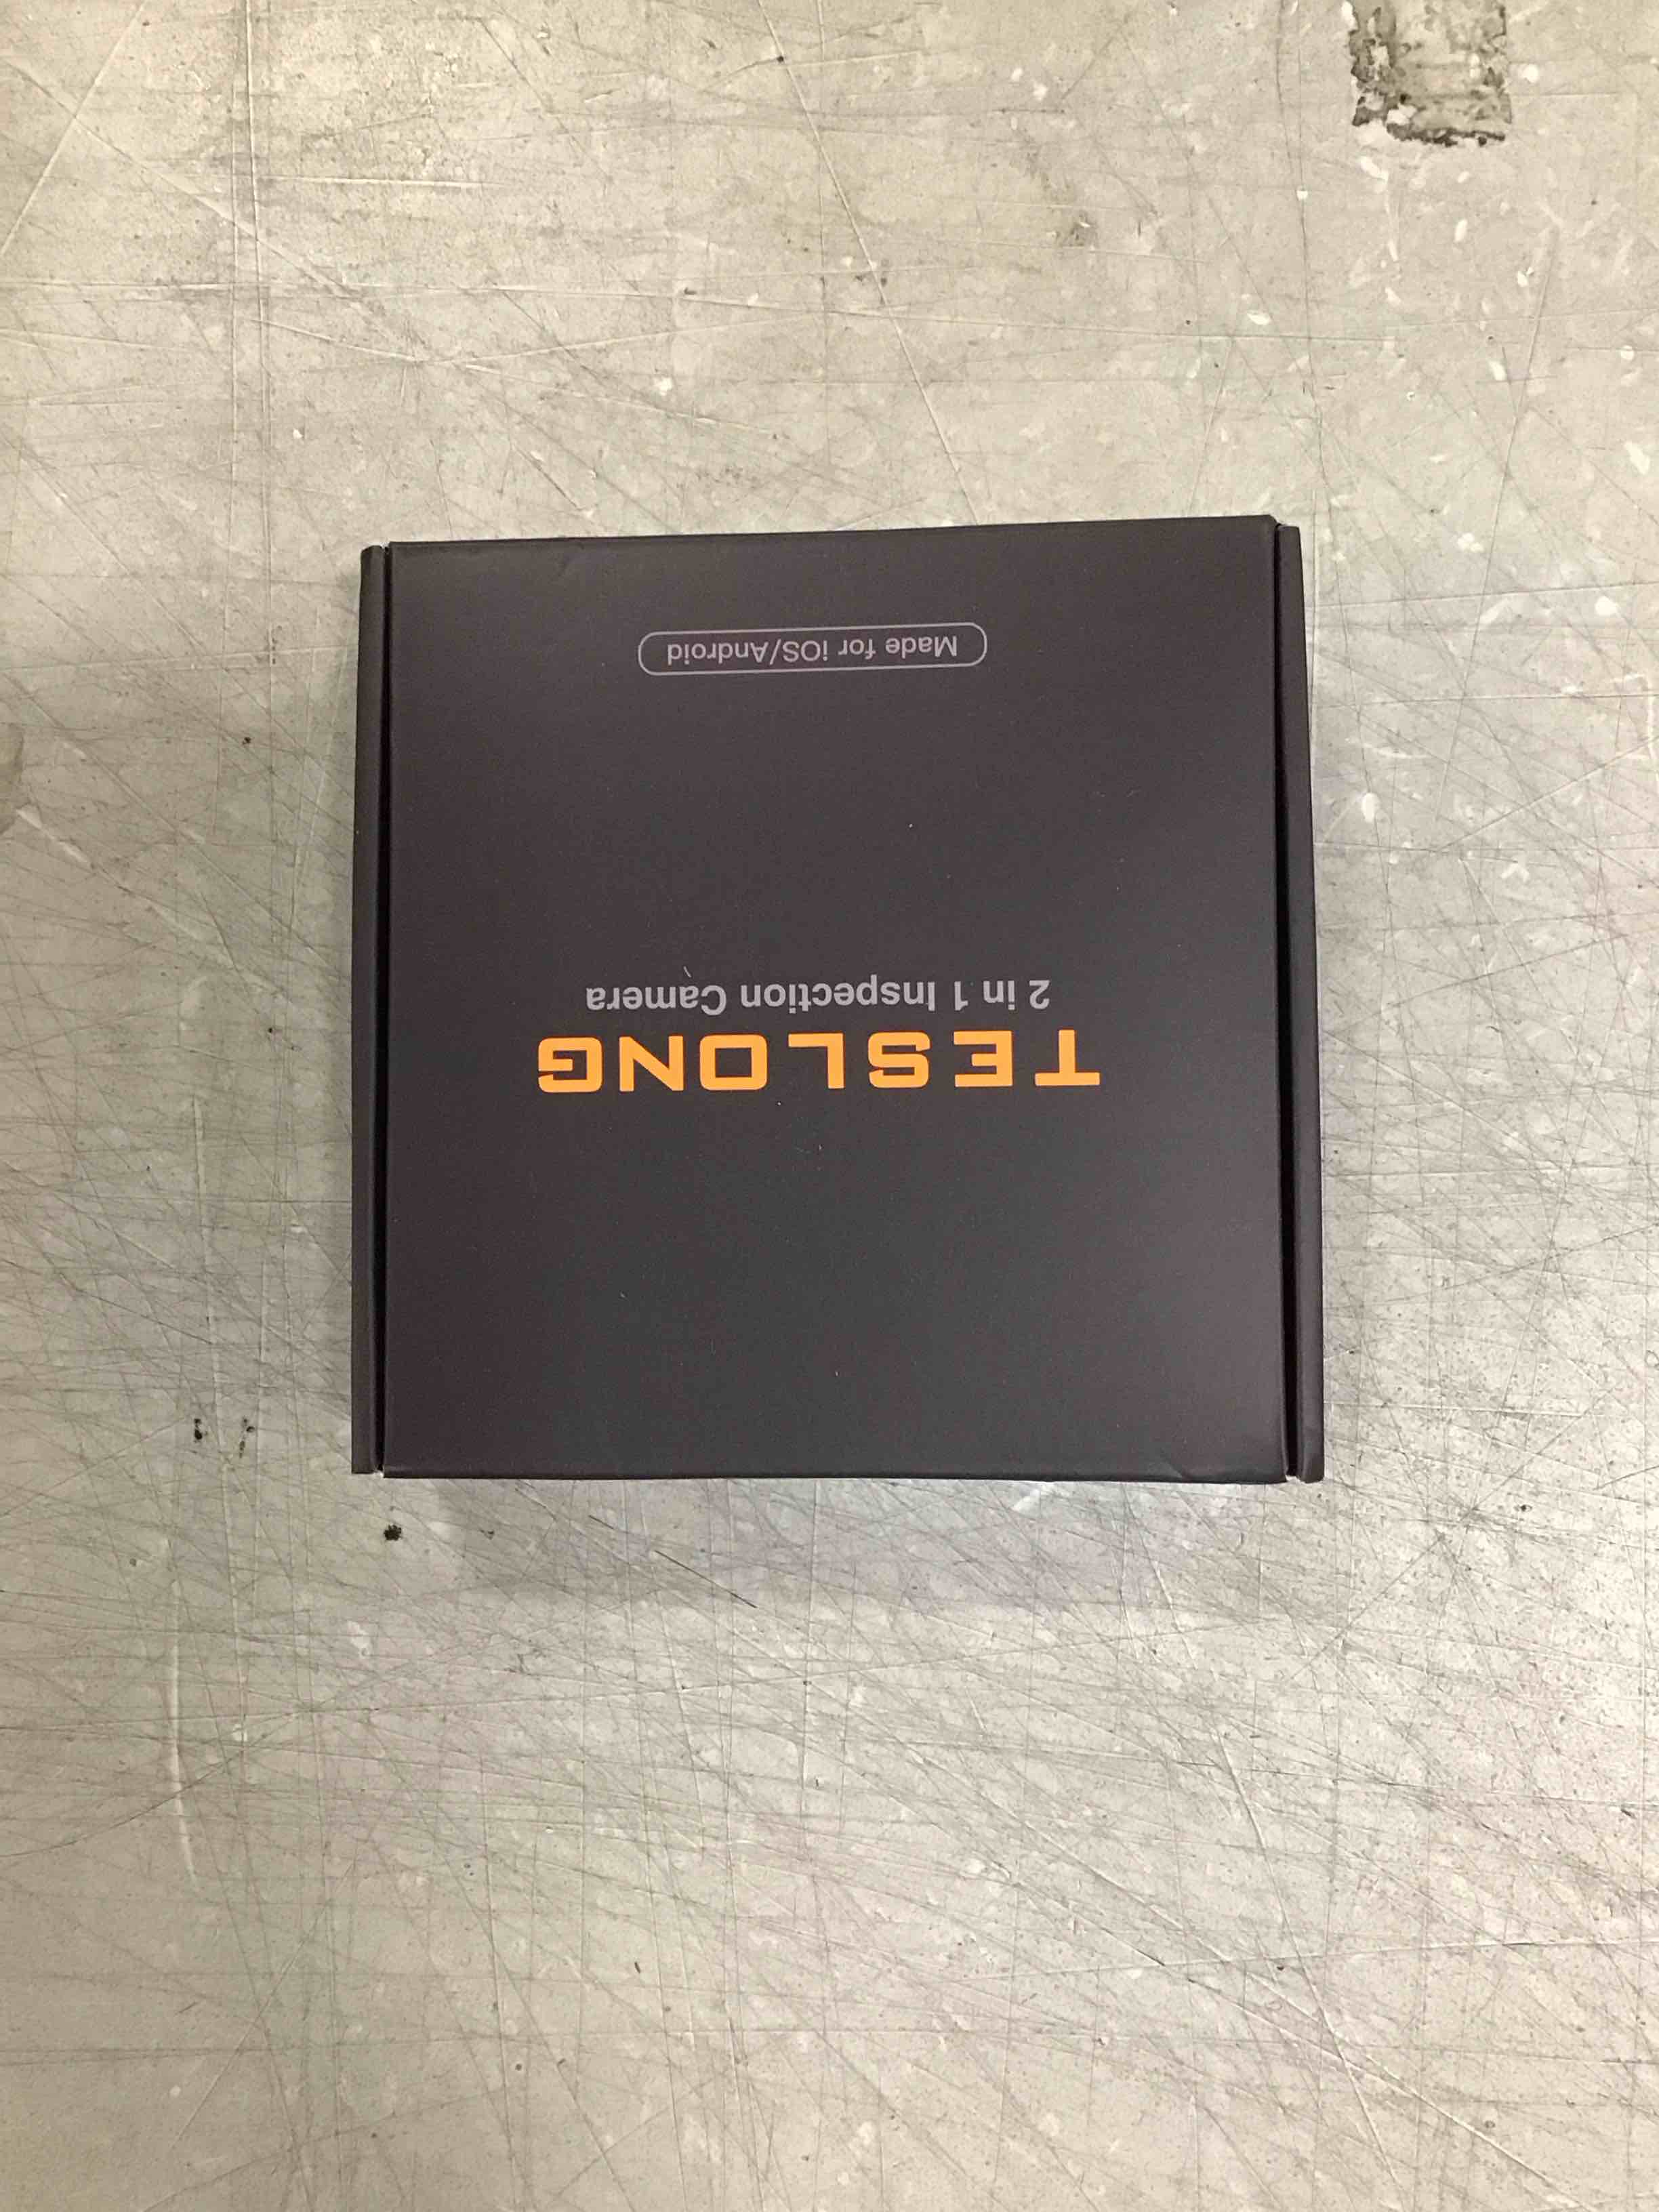 TESLONG
2 in 1 Inspection Camera
Made for iOS/Android